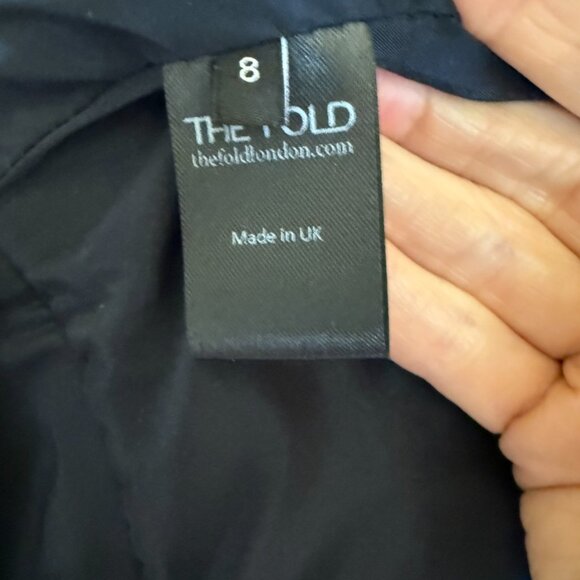 8
THE FOLD
thefoldlondon.com
Made in UK